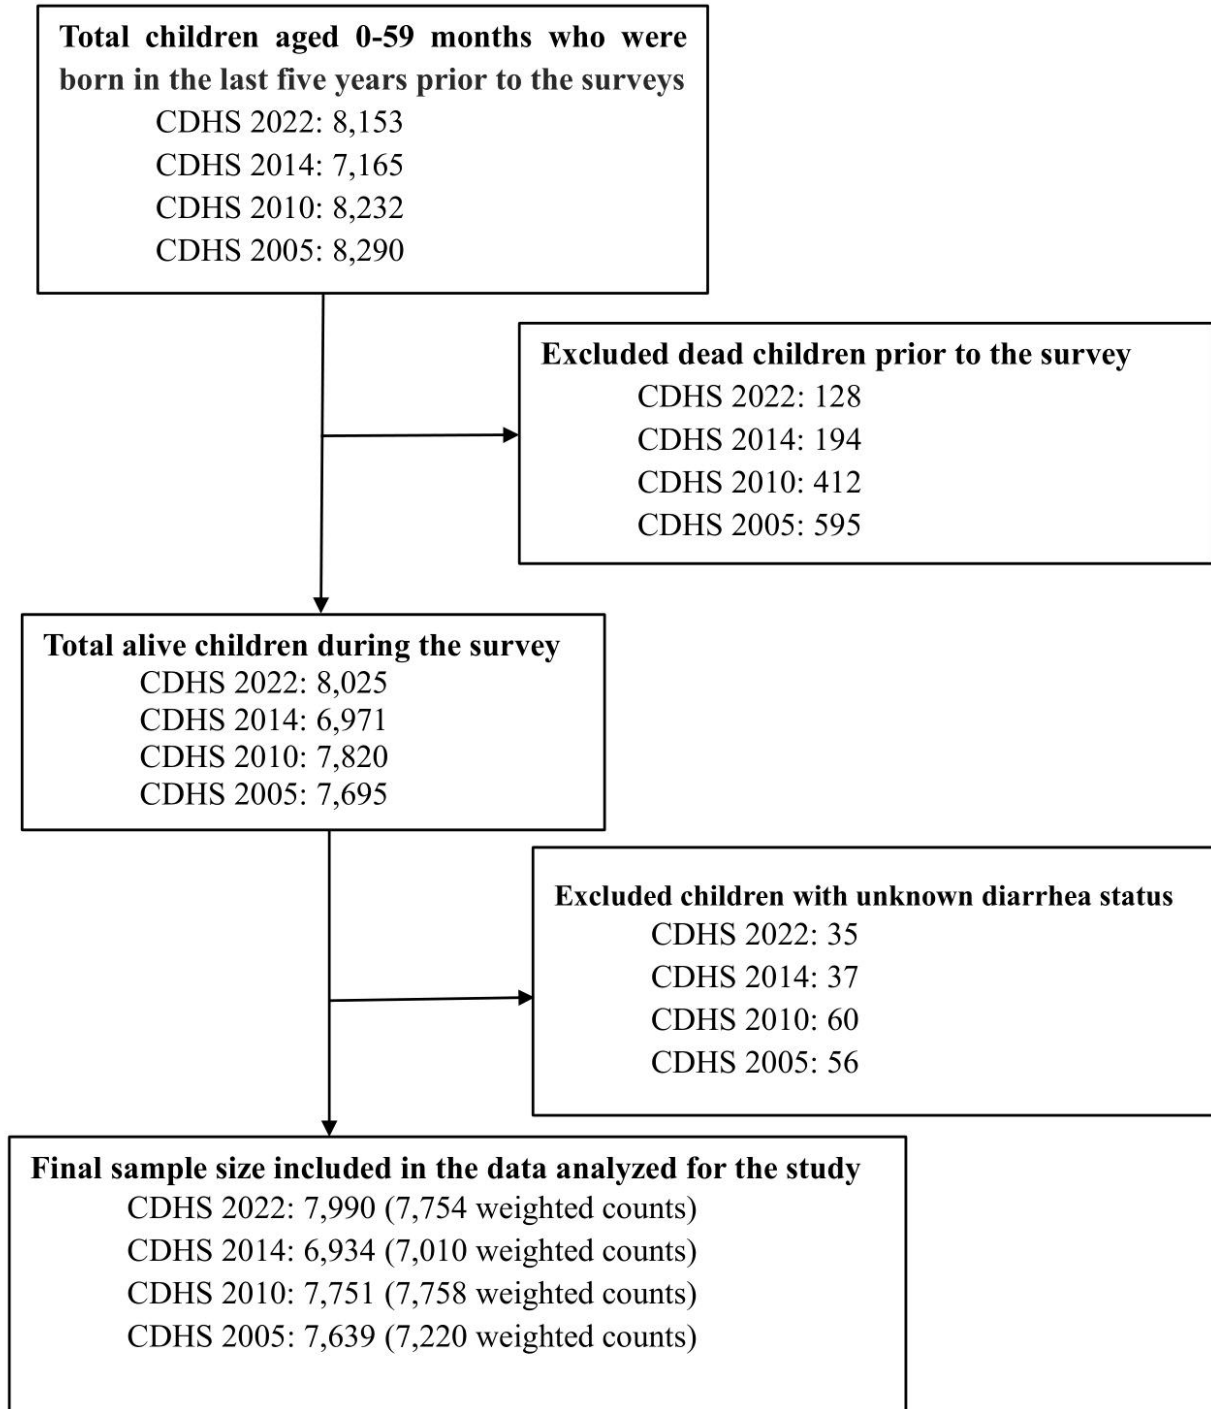 Total children aged 0-59 months who were
born in the last five years prior to the surveys
CDHS 2022: 8,153
CDHS 2014: 7,165
CDHS 2010: 8,232
CDHS 2005: 8,290
Excluded dead children prior to the survey
CDHS 2022: 128
CDHS 2014: 194
CDHS 2010: 412
CDHS 2005: 595
Total alive children during the survey
CDHS 2022: 8,025
CDHS 2014: 6,971
CDHS 2010: 7,820
CDHS 2005: 7,695
Excluded children with unknown diarrhea status
CDHS 2022: 35
CDHS 2014: 37
CDHS 2010: 60
CDHS 2005: 56
Final sample size included in the data analyzed for the study
CDHS 2022: 7,990 (7,754 weighted counts)
CDHS 2014: 6,934 (7,010 weighted counts)
CDHS 2010: 7,751 (7,758 weighted counts)
CDHS 2005: 7,639 (7,220 weighted counts)